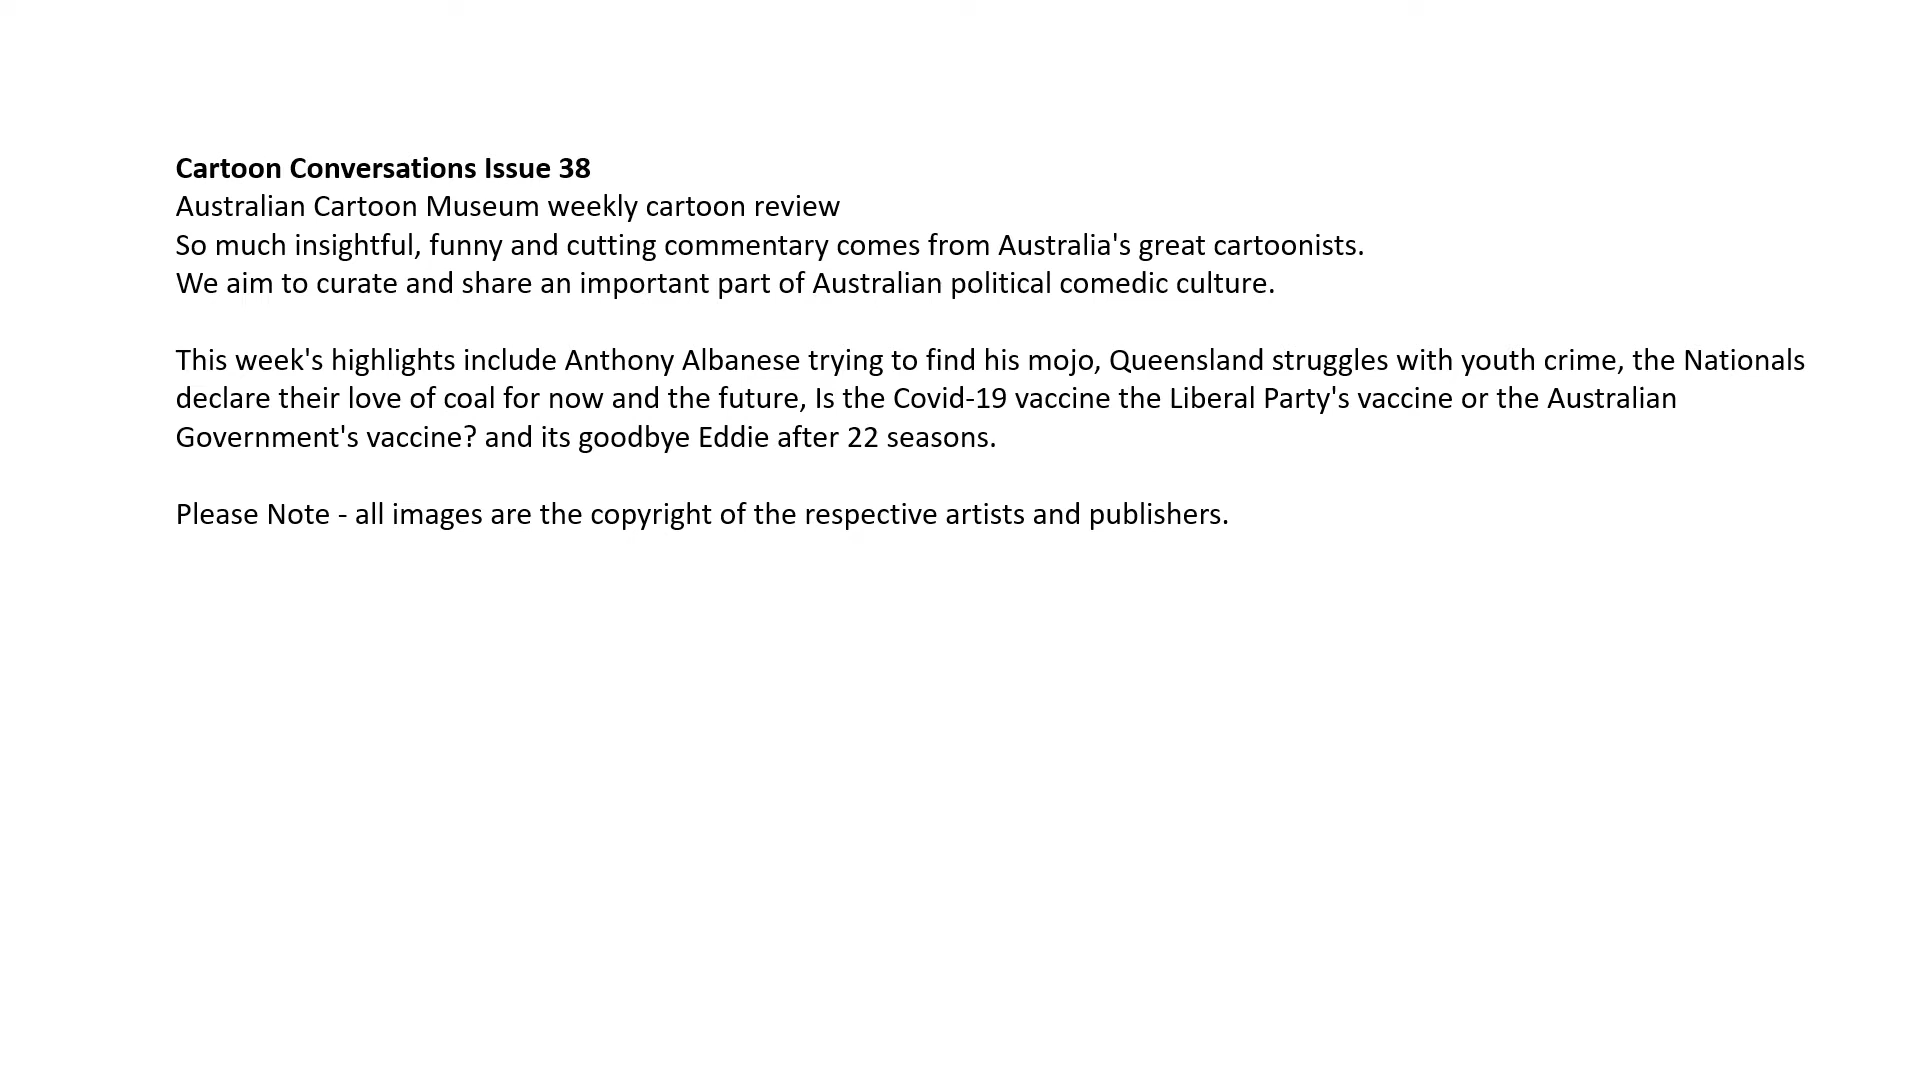 Cartoon Conversations Issue 38
Australian Cartoon Museum weekly cartoon review
So much insightful, funny and cutting commentary comes from Australia's great cartoonists.
We aim to curate and share an important part of Australian political comedic culture.
This week's highlights include Anthony Albanese trying to find his mojo, Queensland struggles with youth crime, the Nationals
declare their love of coal for now and the future, Is the Covid-19 vaccine the Liberal Party's vaccine or the Australian
Government's vaccine? and its goodbye Eddie after 22 seasons.
Please Note - all images are the copyright of the respective artists and publishers.